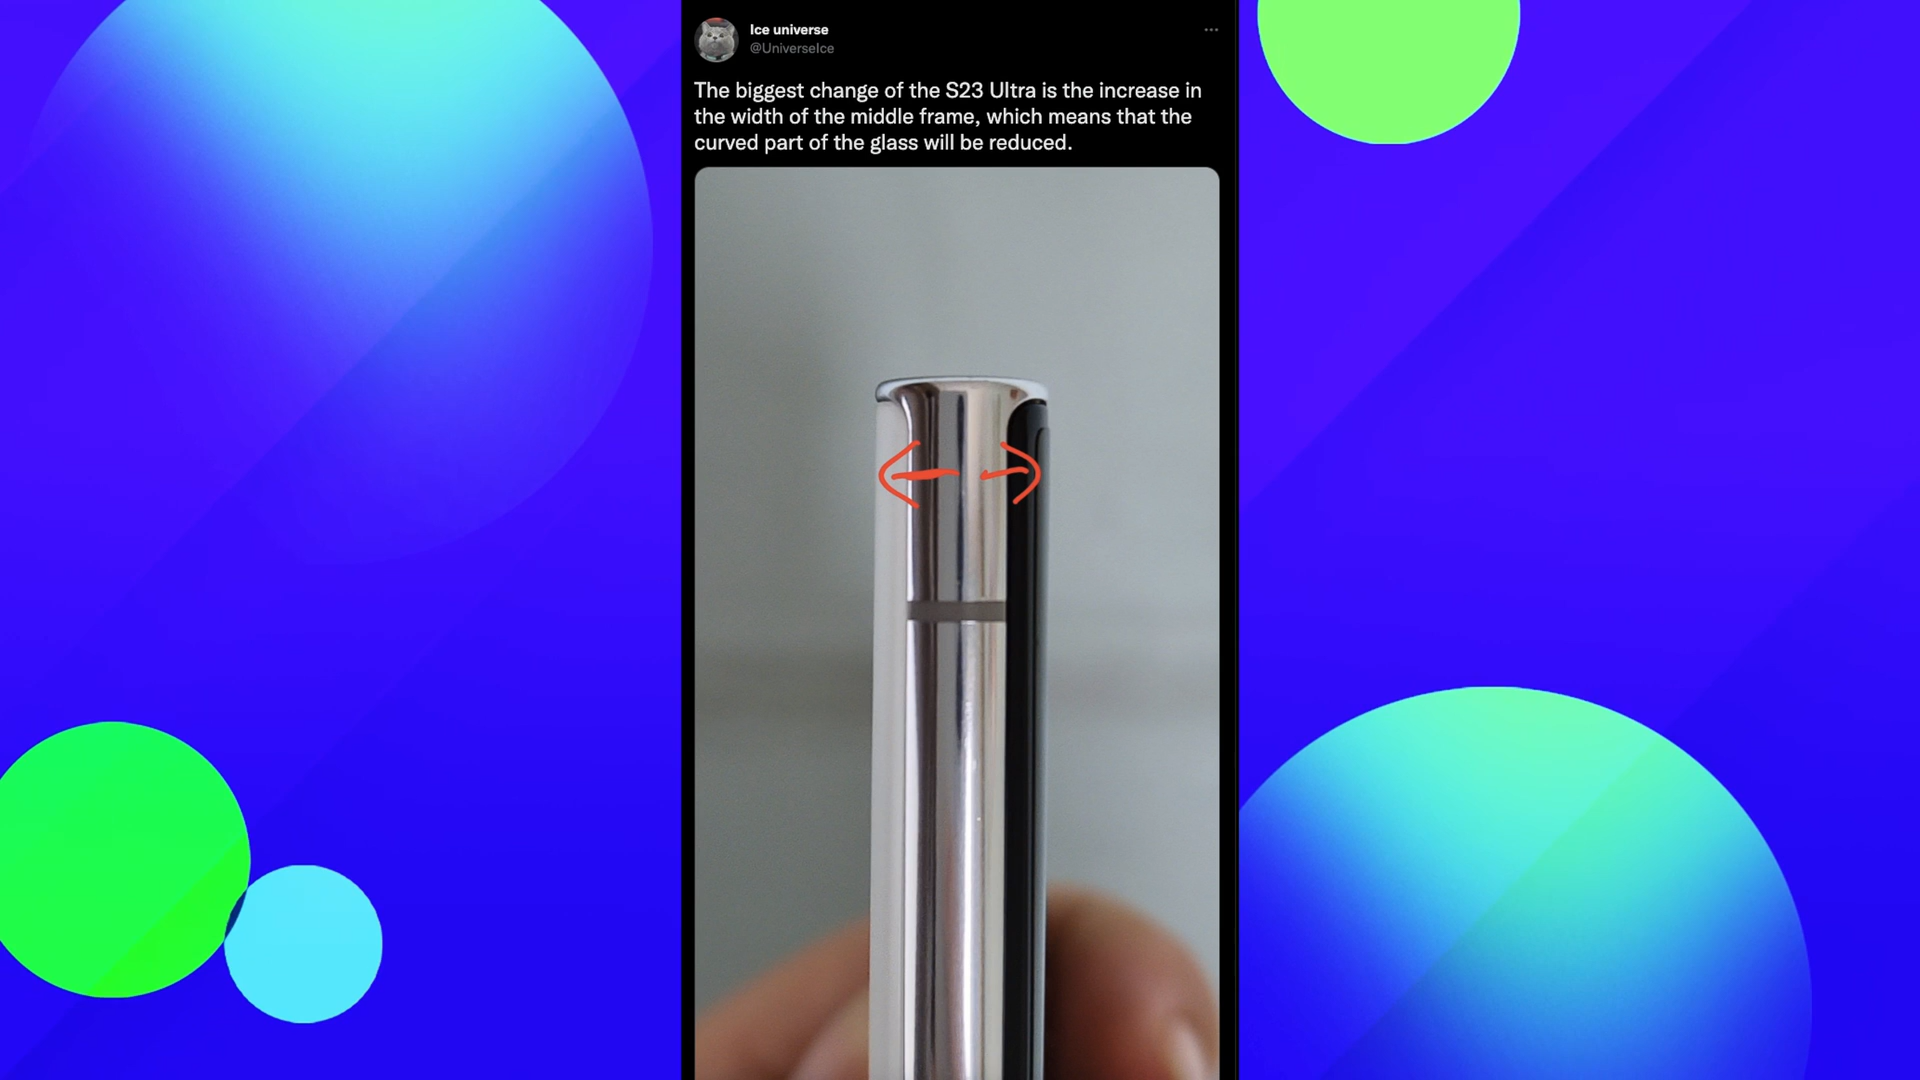 Ice universe
@UniverseIce
The biggest change of the S23 Ultra is the increase in
the width of the middle frame, which means that the
curved part of the glass will be reduced.